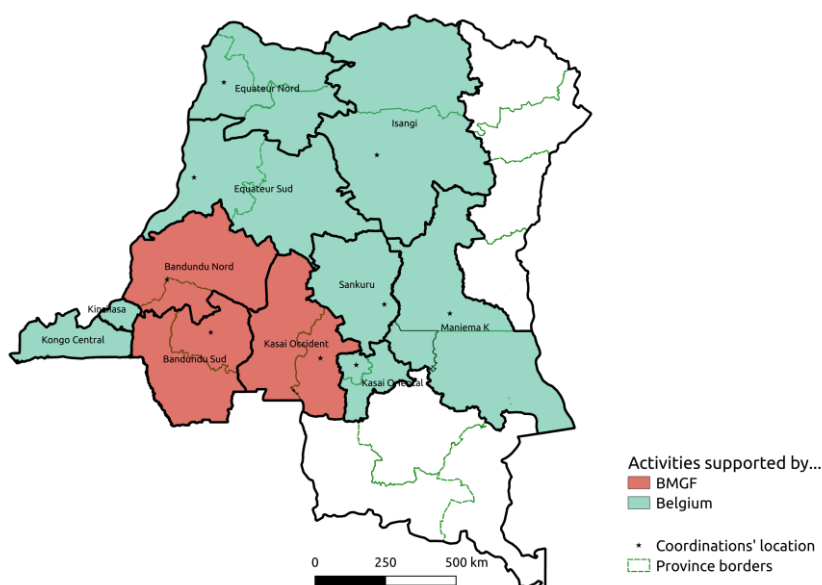 Equateur Nord
Isangi
Equateur Sud
Bandundu Nord
Sankuru
Kinshasa
Maniema K
Kongo Central
Kasai Occident
Bandundu Sud
Kasai Oriental
Activities supported by...
BMGF
Belgium
Coordinations' location
Province borders
0 250 500 km